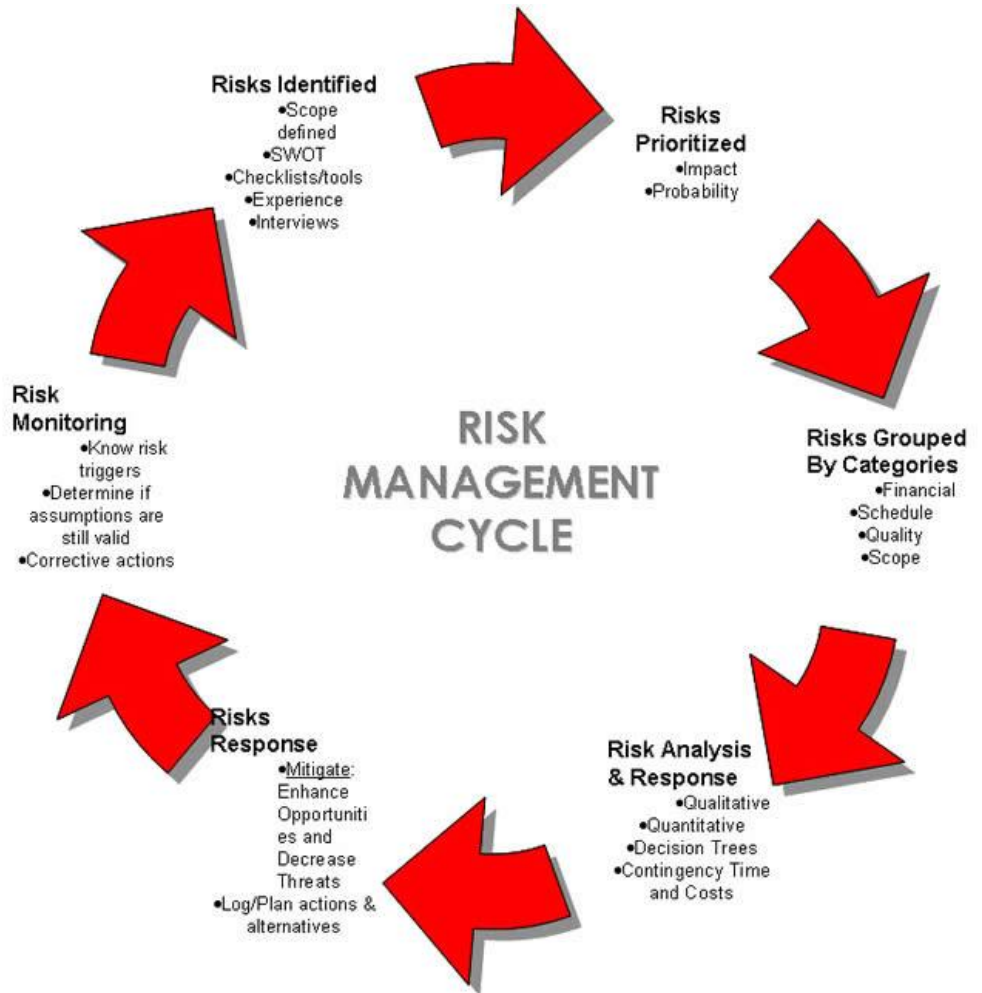 Risks Identified
•Scope
defined
•SWOT
•Checklists/tools
•Experience
•Interviews
Risks
Prioritized
•Impact
•Probability
Risks Grouped
By Categories
•Financial
•Schedule
•Quality
•Scope
Risk Analysis
& Response
•Qualitative
•Quantitative
•Decision Trees
•Contingency Time
and Costs
Risks
Response
•Mitigate:
Enhance
Opportuniti
es and
Decrease
Threats
•Log/Plan actions &
alternatives
Risk
Monitoring
•Know risk
triggers
•Determine if
assumptions are
still valid
•Corrective actions
RISK
MANAGEMENT
CYCLE